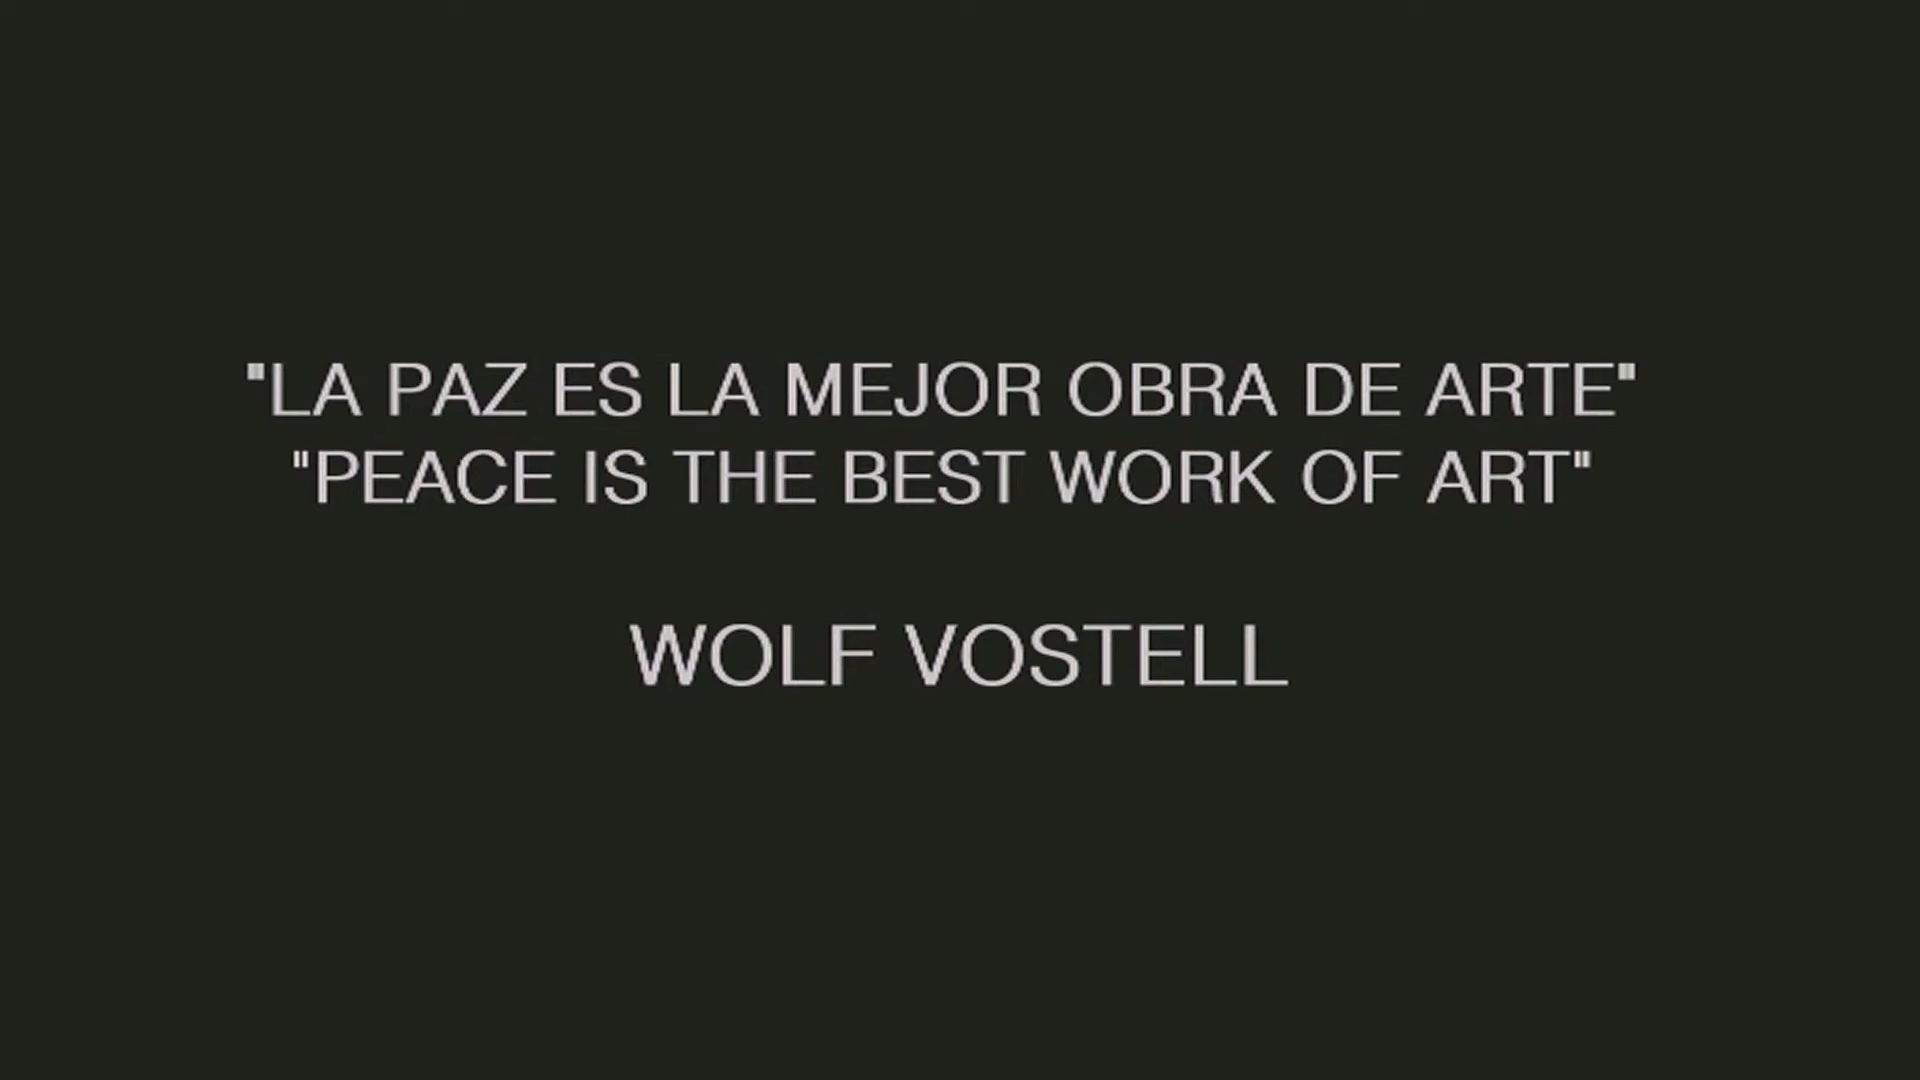 "LA PAZ ES LA MEJOR OBRA DE ARTE"
"PEACE IS THE BEST WORK OF ART"
WOLF VOSTELL